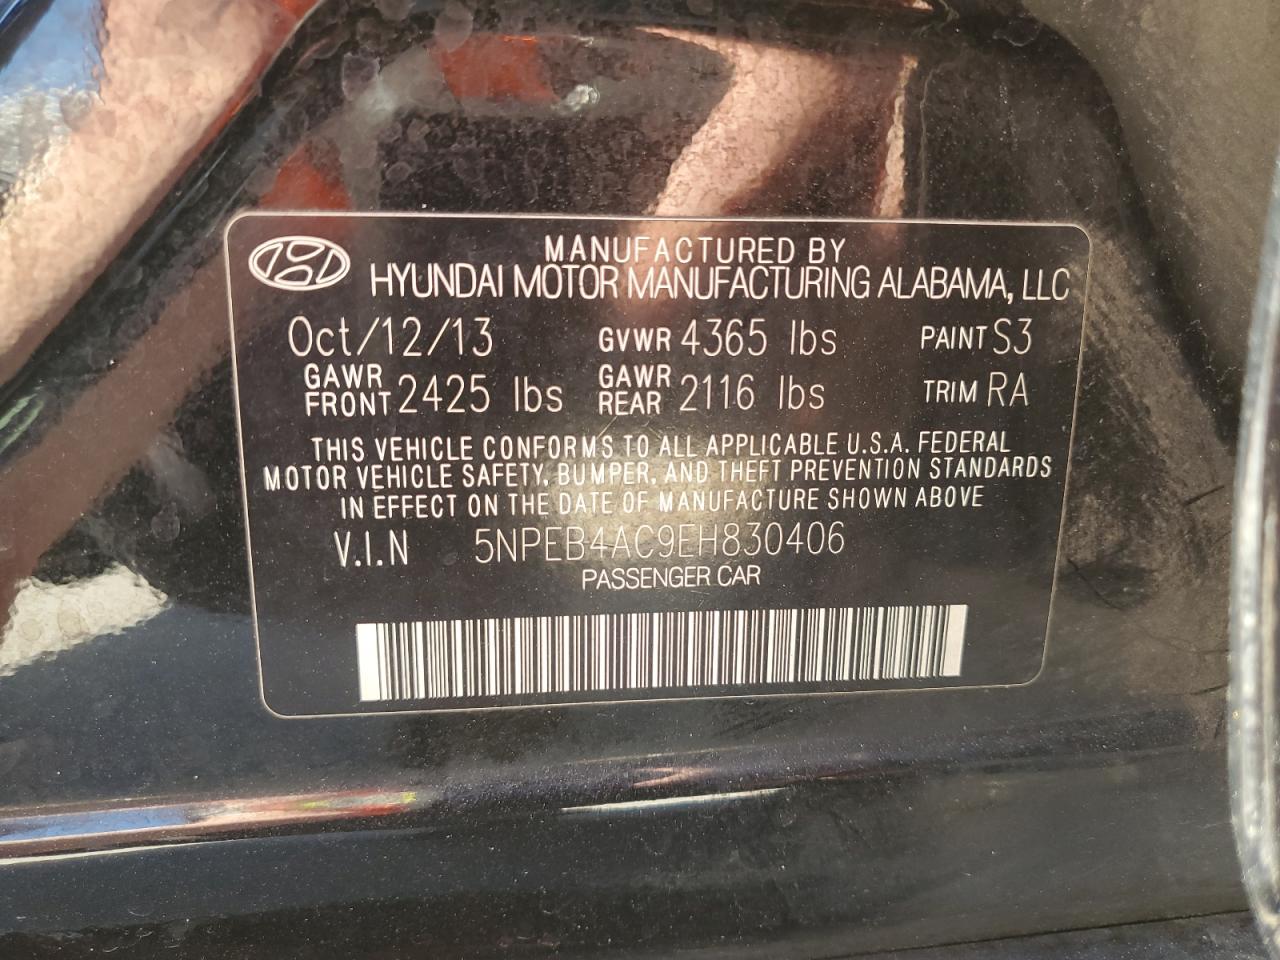 MANUFACTURED BY
HYUNDAI MOTOR MANUFACTURING ALABAMA, LLC
Oct/12/13 GVWR 4365 lbs PAINT S3
GAWR FRONT 2425 lbs GAWR REAR 2116 lbs TRIM RA
THIS VEHICLE CONFORMS TO ALL APPLICABLE U.S.A. FEDERAL
MOTOR VEHICLE SAFETY, BUMPER, AND THEFT PREVENTION STANDARDS
IN EFFECT ON THE DATE OF MANUFACTURE SHOWN ABOVE
V.I.N 5NPEB4AC9EH830406
PASSENGER CAR